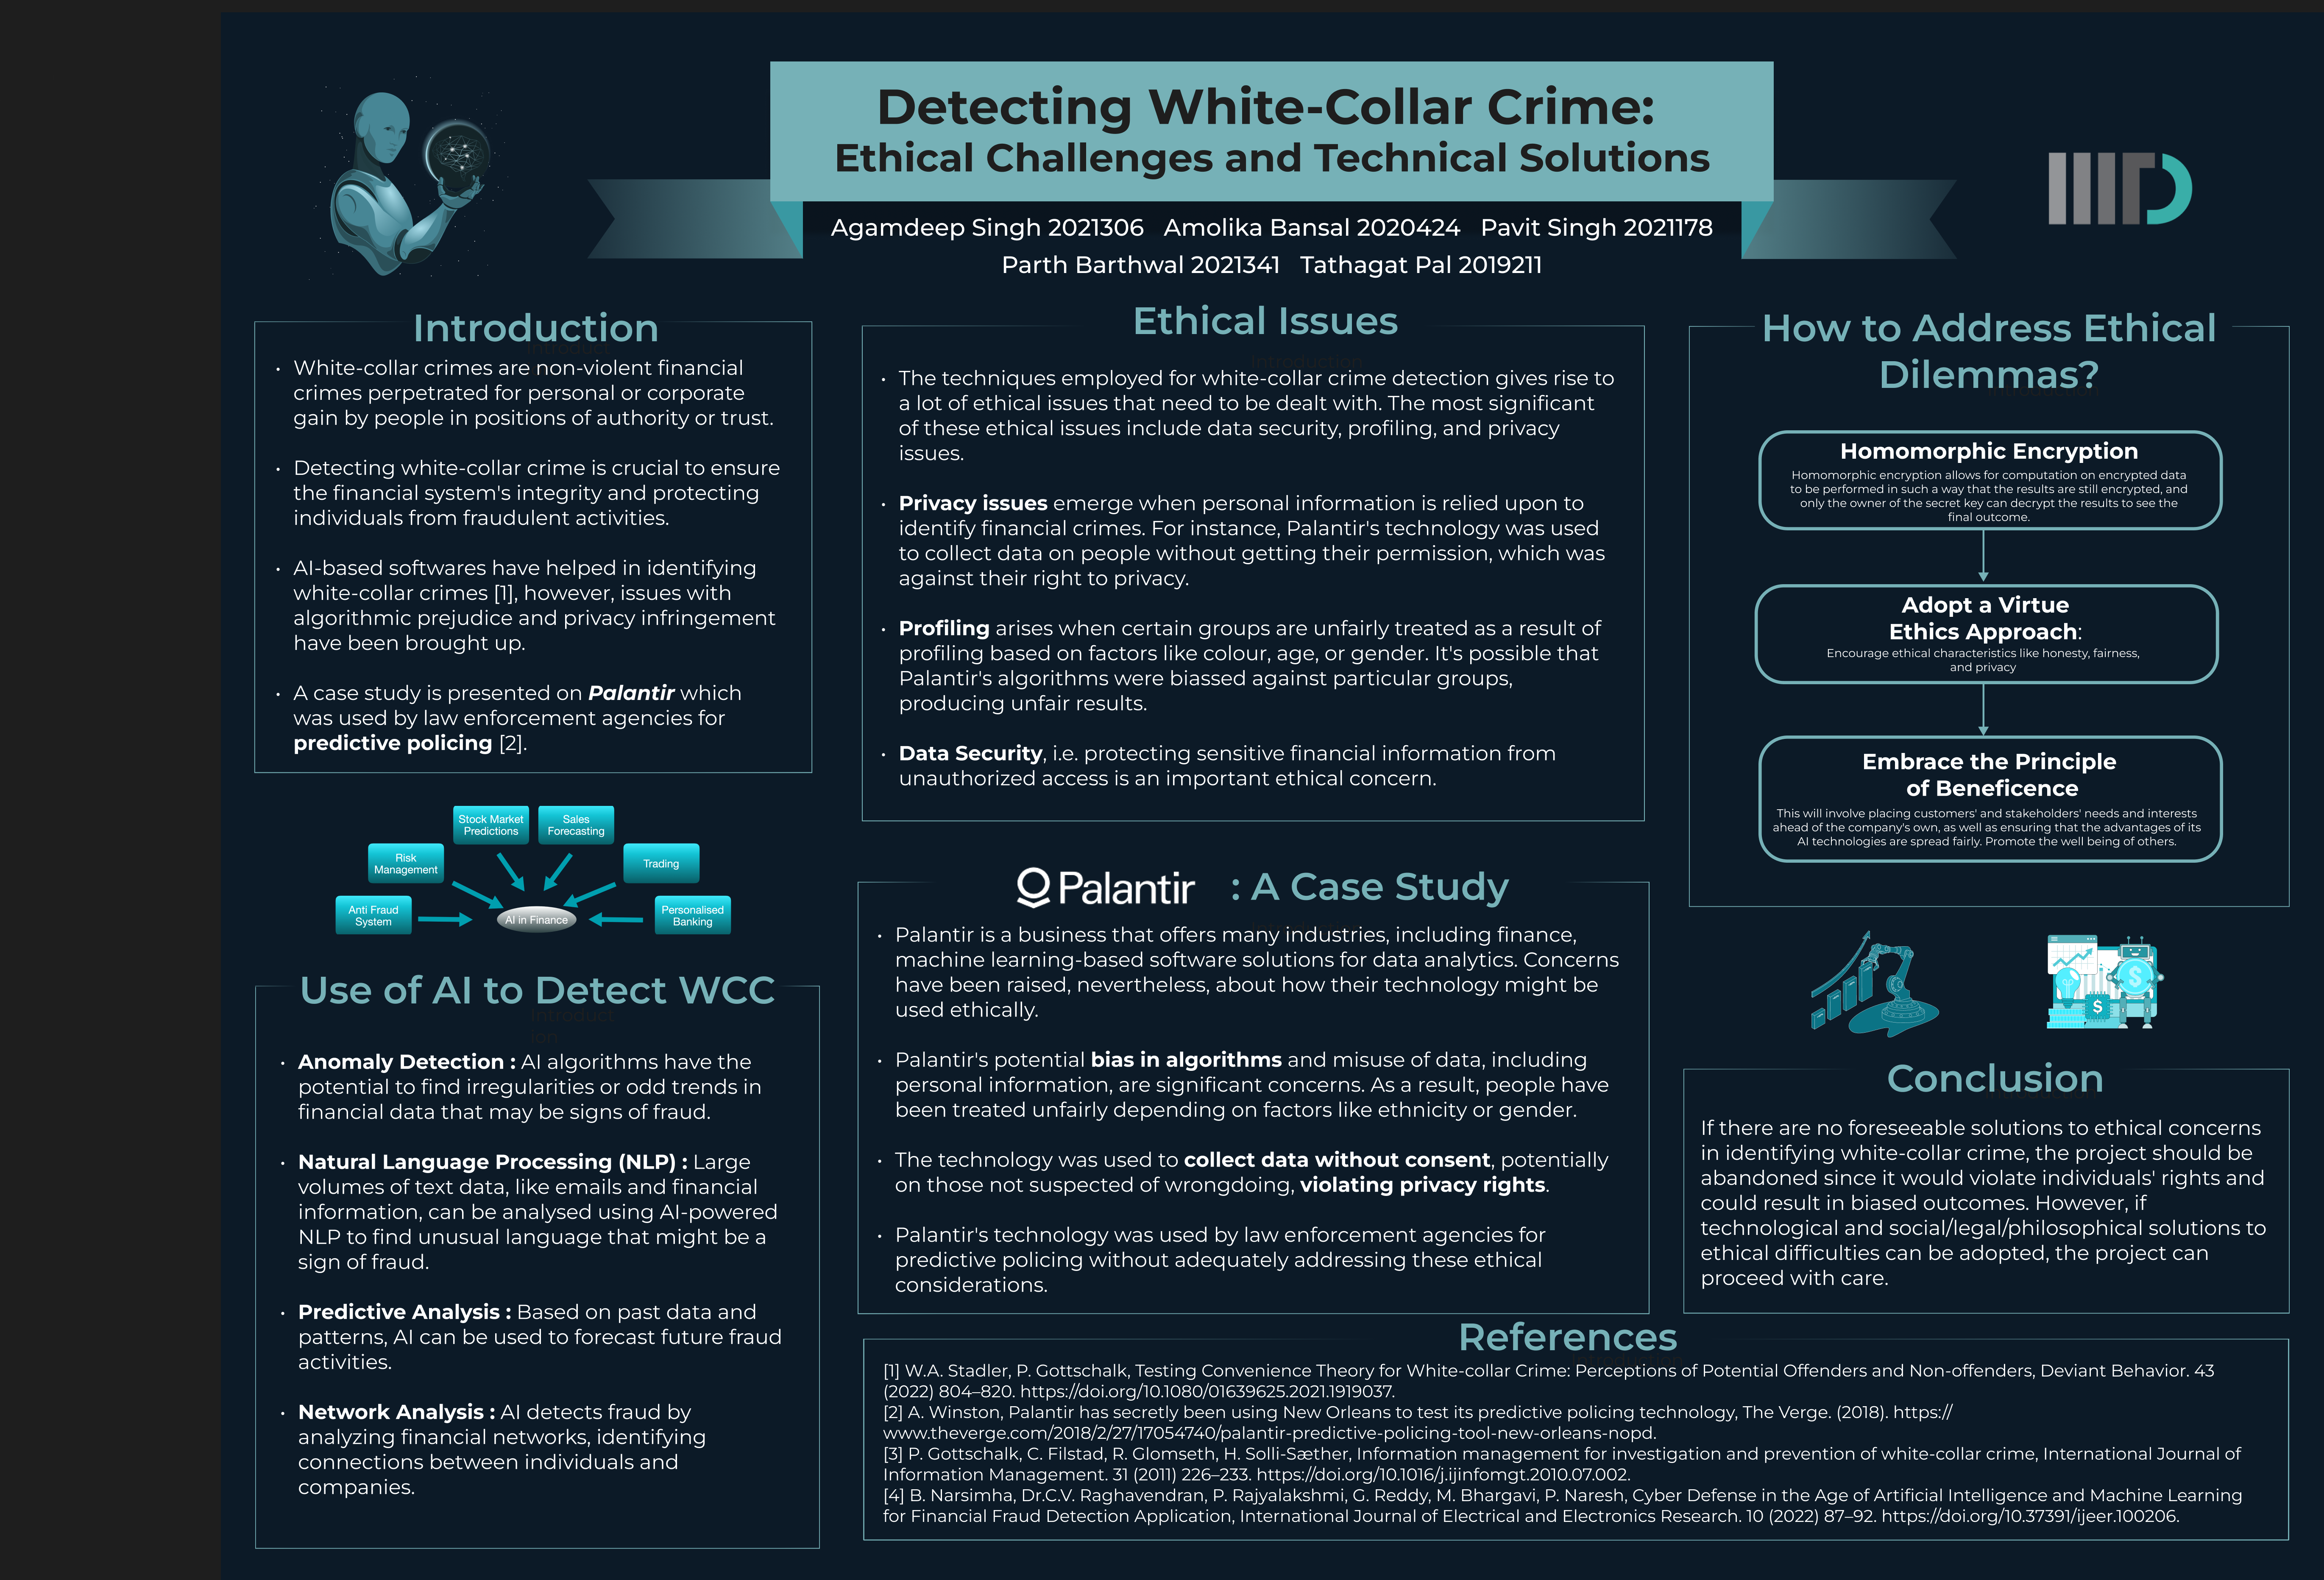 Detecting White-Collar Crime:
Ethical Challenges and Technical Solutions
Agamdeep Singh 2021306 Amolika Bansal 2020424 Pavit Singh 2021178
Parth Barthwal 2021341 Tathagat Pal 2019211
IIITD
Introduction
• White-collar crimes are non-violent financial
crimes perpetrated for personal or corporate
gain by people in positions of authority or trust.
• Detecting white-collar crime is crucial to ensure
the financial system's integrity and protecting
individuals from fraudulent activities.
• AI-based softwares have helped in identifying
white-collar crimes [1], however, issues with
algorithmic prejudice and privacy infringement
have been brought up.
• A case study is presented on Palantir which
was used by law enforcement agencies for
predictive policing [2].
Stock Market
Predictions
Sales
Forecasting
Risk
Management
Trading
Anti Fraud
System
AI in Finance
Personalised
Banking
Use of AI to Detect WCC
Introduct
ion
• Anomaly Detection : AI algorithms have the
potential to find irregularities or odd trends in
financial data that may be signs of fraud.
• Natural Language Processing (NLP) : Large
volumes of text data, like emails and financial
information, can be analysed using AI-powered
NLP to find unusual language that might be a
sign of fraud.
• Predictive Analysis : Based on past data and
patterns, AI can be used to forecast future fraud
activities.
• Network Analysis : AI detects fraud by
analyzing financial networks, identifying
connections between individuals and
companies.
Ethical Issues
Introduction
• The techniques employed for white-collar crime detection gives rise to
a lot of ethical issues that need to be dealt with. The most significant
of these ethical issues include data security, profiling, and privacy
issues.
• Privacy issues emerge when personal information is relied upon to
identify financial crimes. For instance, Palantir's technology was used
to collect data on people without getting their permission, which was
against their right to privacy.
• Profiling arises when certain groups are unfairly treated as a result of
profiling based on factors like colour, age, or gender. It's possible that
Palantir's algorithms were biassed against particular groups,
producing unfair results.
• Data Security, i.e. protecting sensitive financial information from
unauthorized access is an important ethical concern.
Palantir : A Case Study
• Palantir is a business that offers many industries, including finance,
machine learning-based software solutions for data analytics. Concerns
have been raised, nevertheless, about how their technology might be
used ethically.
• Palantir's potential bias in algorithms and misuse of data, including
personal information, are significant concerns. As a result, people have
been treated unfairly depending on factors like ethnicity or gender.
• The technology was used to collect data without consent, potentially
on those not suspected of wrongdoing, violating privacy rights.
• Palantir's technology was used by law enforcement agencies for
predictive policing without adequately addressing these ethical
considerations.
How to Address Ethical
Dilemmas?
Homomorphic Encryption
Homomorphic encryption allows for computation on encrypted data
to be performed in such a way that the results are still encrypted, and
only the owner of the secret key can decrypt the results to see the
final outcome.
Adopt a Virtue
Ethics Approach:
Encourage ethical characteristics like honesty, fairness,
and privacy
Embrace the Principle
of Beneficence
This will involve placing customers' and stakeholders' needs and interests
ahead of the company's own, as well as ensuring that the advantages of its
AI technologies are spread fairly. Promote the well being of others.
$
$
Conclusion
If there are no foreseeable solutions to ethical concerns
in identifying white-collar crime, the project should be
abandoned since it would violate individuals' rights and
could result in biased outcomes. However, if
technological and social/legal/philosophical solutions to
ethical difficulties can be adopted, the project can
proceed with care.
References
[1] W.A. Stadler, P. Gottschalk, Testing Convenience Theory for White-collar Crime: Perceptions of Potential Offenders and Non-offenders, Deviant Behavior. 43
(2022) 804–820. https://doi.org/10.1080/01639625.2021.1919037.
[2] A. Winston, Palantir has secretly been using New Orleans to test its predictive policing technology, The Verge. (2018). https://
www.theverge.com/2018/2/27/17054740/palantir-predictive-policing-tool-new-orleans-nopd.
[3] P. Gottschalk, C. Filstad, R. Glomseth, H. Solli-Sæther, Information management for investigation and prevention of white-collar crime, International Journal of
Information Management. 31 (2011) 226–233. https://doi.org/10.1016/j.ijinfomgt.2010.07.002.
[4] B. Narsimha, Dr.C.V. Raghavendran, P. Rajyalakshmi, G. Reddy, M. Bhargavi, P. Naresh, Cyber Defense in the Age of Artificial Intelligence and Machine Learning
for Financial Fraud Detection Application, International Journal of Electrical and Electronics Research. 10 (2022) 87–92. https://doi.org/10.37391/ijeer.100206.